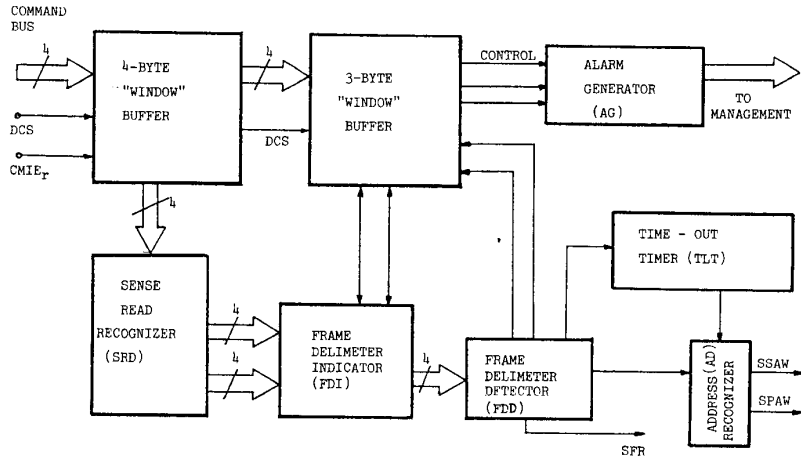 COMMAND
BUS
4
4-BYTE
"WINDOW"
BUFFER
4
3-BYTE
"WINDOW"
BUFFER
CONTROL
ALARM
GENERATOR
(AG)
TO
MANAGEMENT
DCS
DCS
CMIEr
4
SENSE
READ
RECOGNIZER
(SRD)
4
4
FRAME
DELIMETER
INDICATOR
(FDI)
4
FRAME
DELIMETER
DETECTOR
(FDD)
TIME - OUT
TIMER (TLT)
ADDRESS (AD)
RECOGNIZER
SSAW
SPAW
SFR